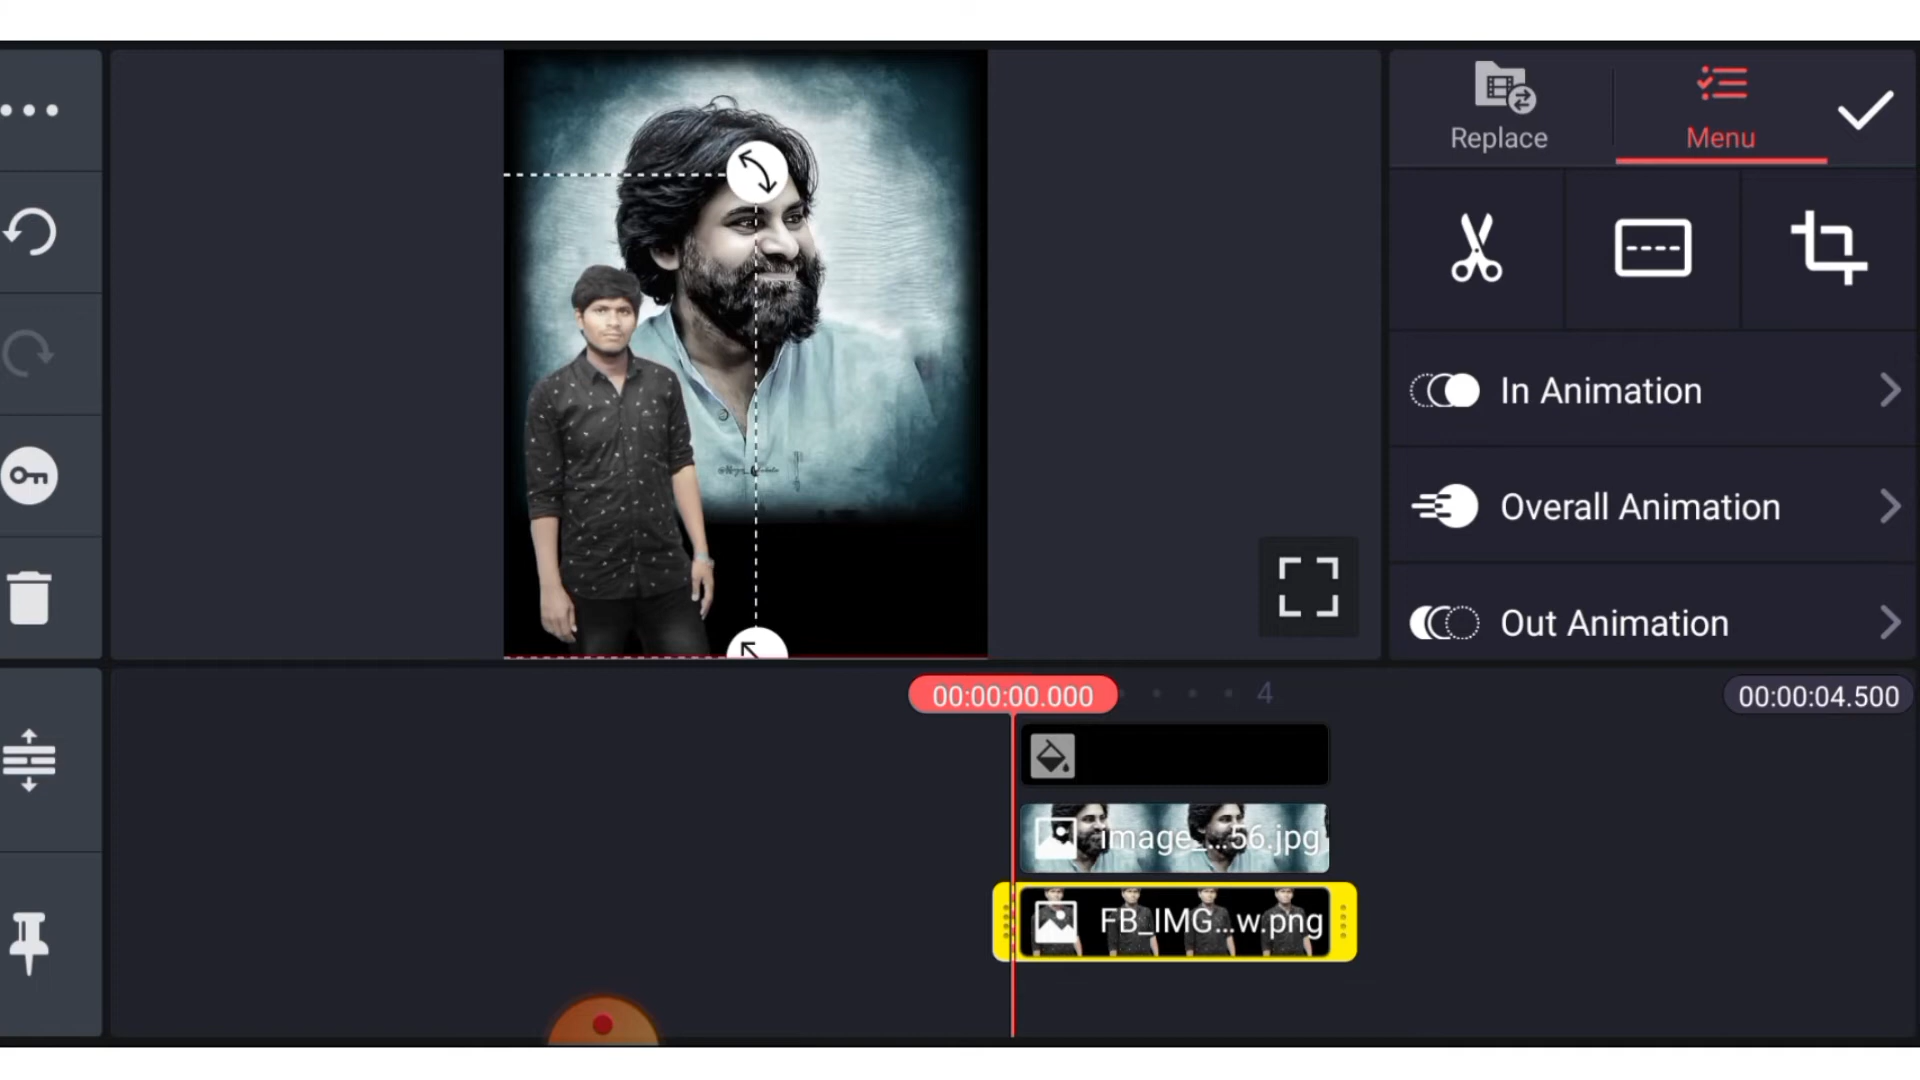 Replace
Menu
In Animation
Overall Animation
Out Animation
00:00:00.000
4
00:00:04.500
image_...56.jpg
FB_IMG...w.png